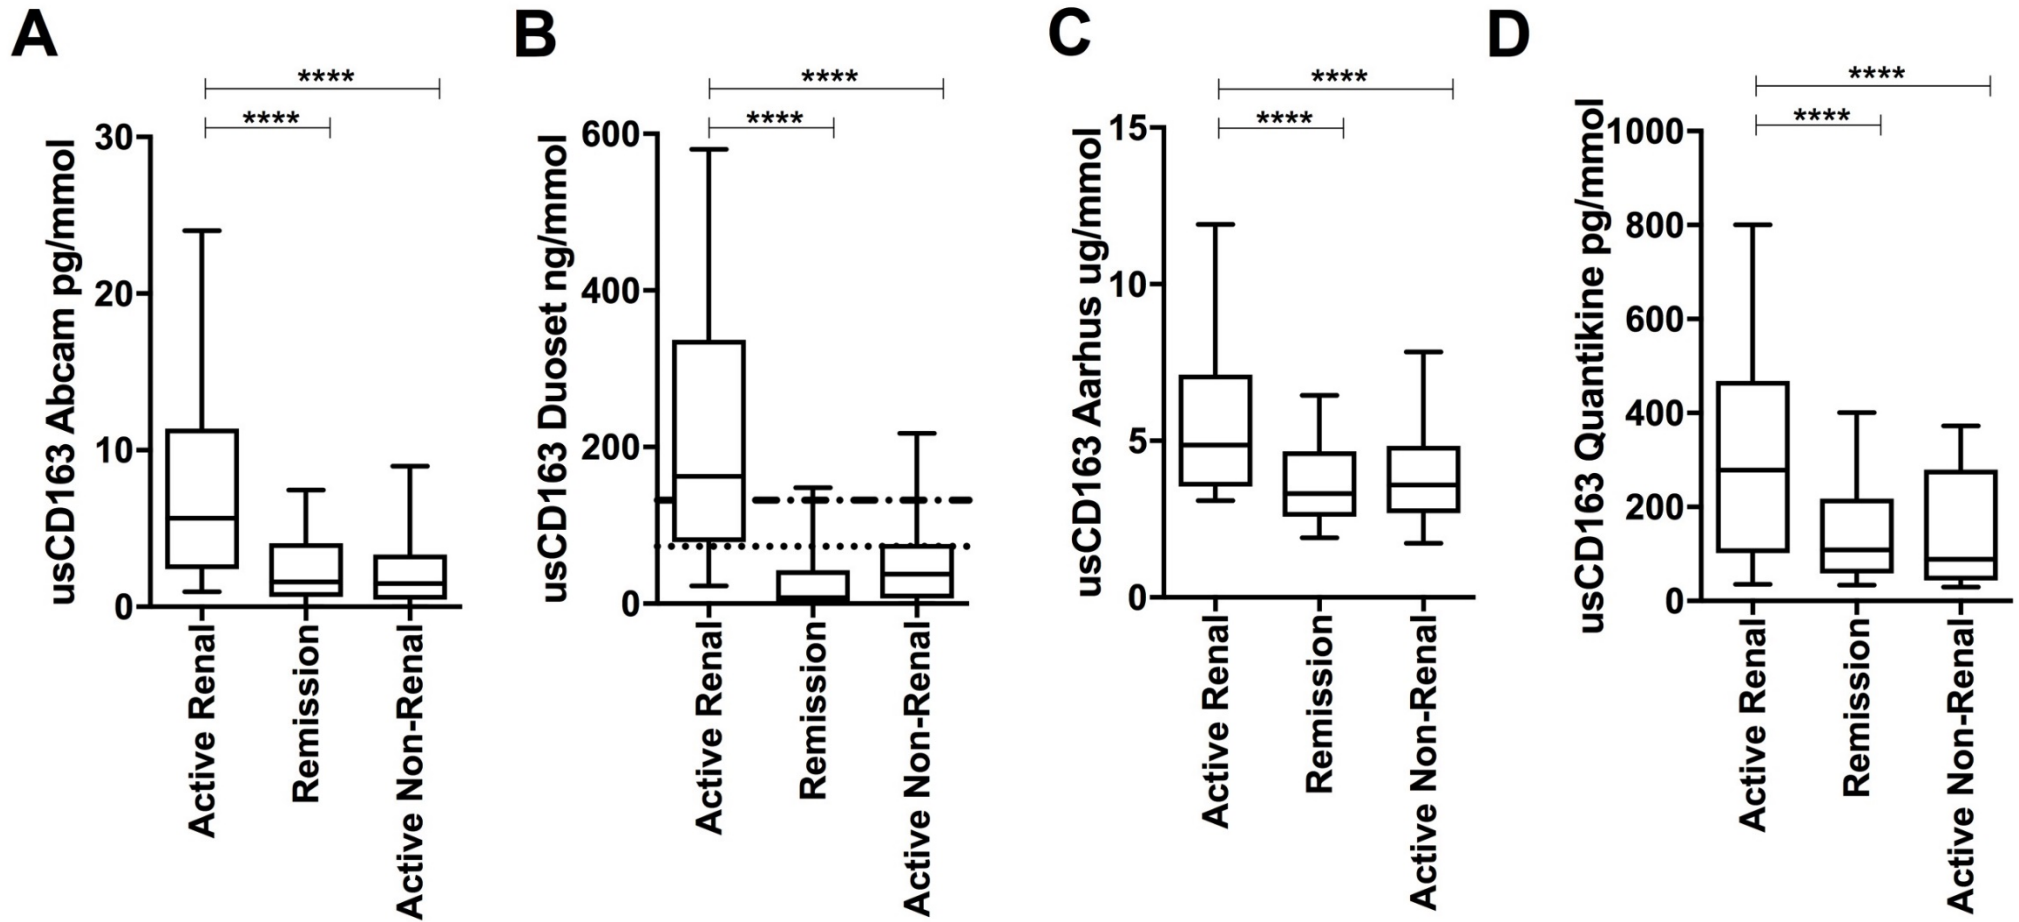 A
B
C
D
****
****
****
****
****
****
****
****
usCD163 Abcam pg/mmol
30
20
10
0
Active Renal
Remission
Active Non-Renal
usCD163 Duoset ng/mmol
600
400
200
0
Active Renal
Remission
Active Non-Renal
usCD163 Aarhus ug/mmol
15
10
5
0
Active Renal
Remission
Active Non-Renal
usCD163 Quantikine pg/mmol
1000
800
600
400
200
0
Active Renal
Remission
Active Non-Renal